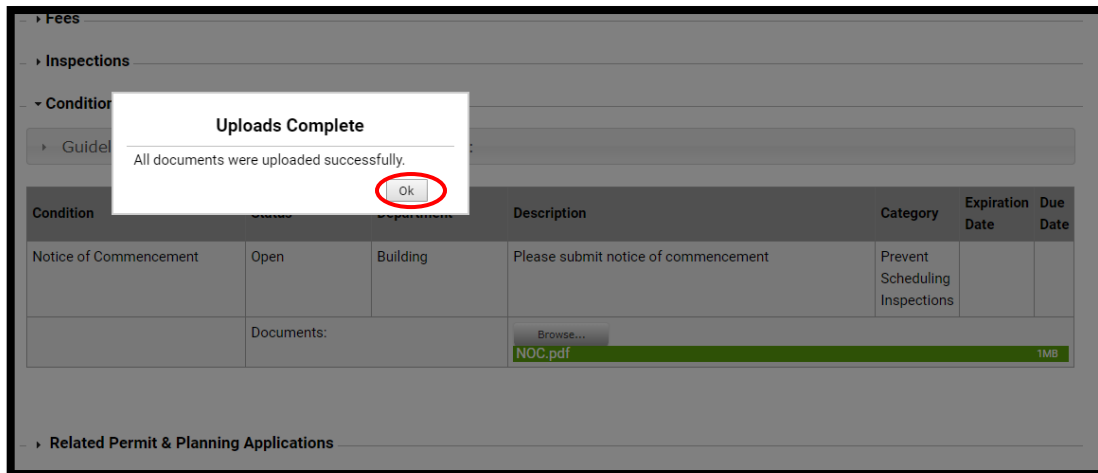 Fees
Inspections
Condition
Uploads Complete
Guidel
All documents were uploaded successfully.
Ok
Condition Status Department Description Category Expiration Date Due Date
Notice of Commencement Open Building Please submit notice of commencement Prevent Scheduling Inspections
Documents: Browse...
NOC.pdf 1MB
Related Permit & Planning Applications